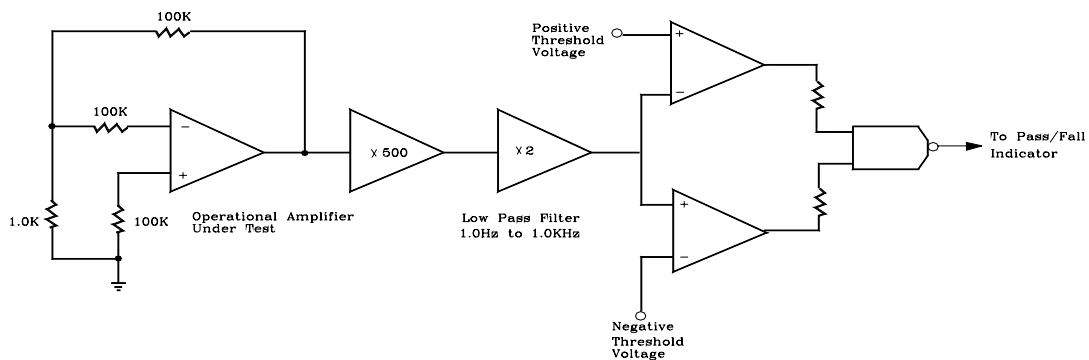 100K
100K
−
+
1.0K
100K
Operational Amplifier
Under Test
X 500
X 2
Low Pass Filter
1.0Hz to 1.0KHz
Positive
Threshold
Voltage
+
−
+
−
Negative
Threshold
Voltage
To Pass/Fall
Indicator